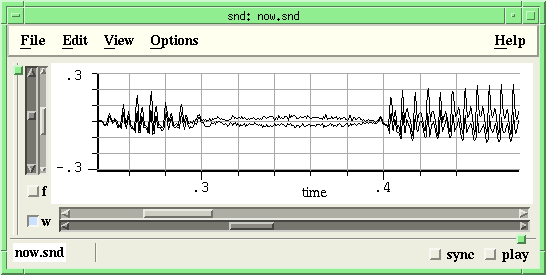 snd: now.snd
File Edit View Options Help
.3
-.3
.3 time .4
f
w
now.snd sync play